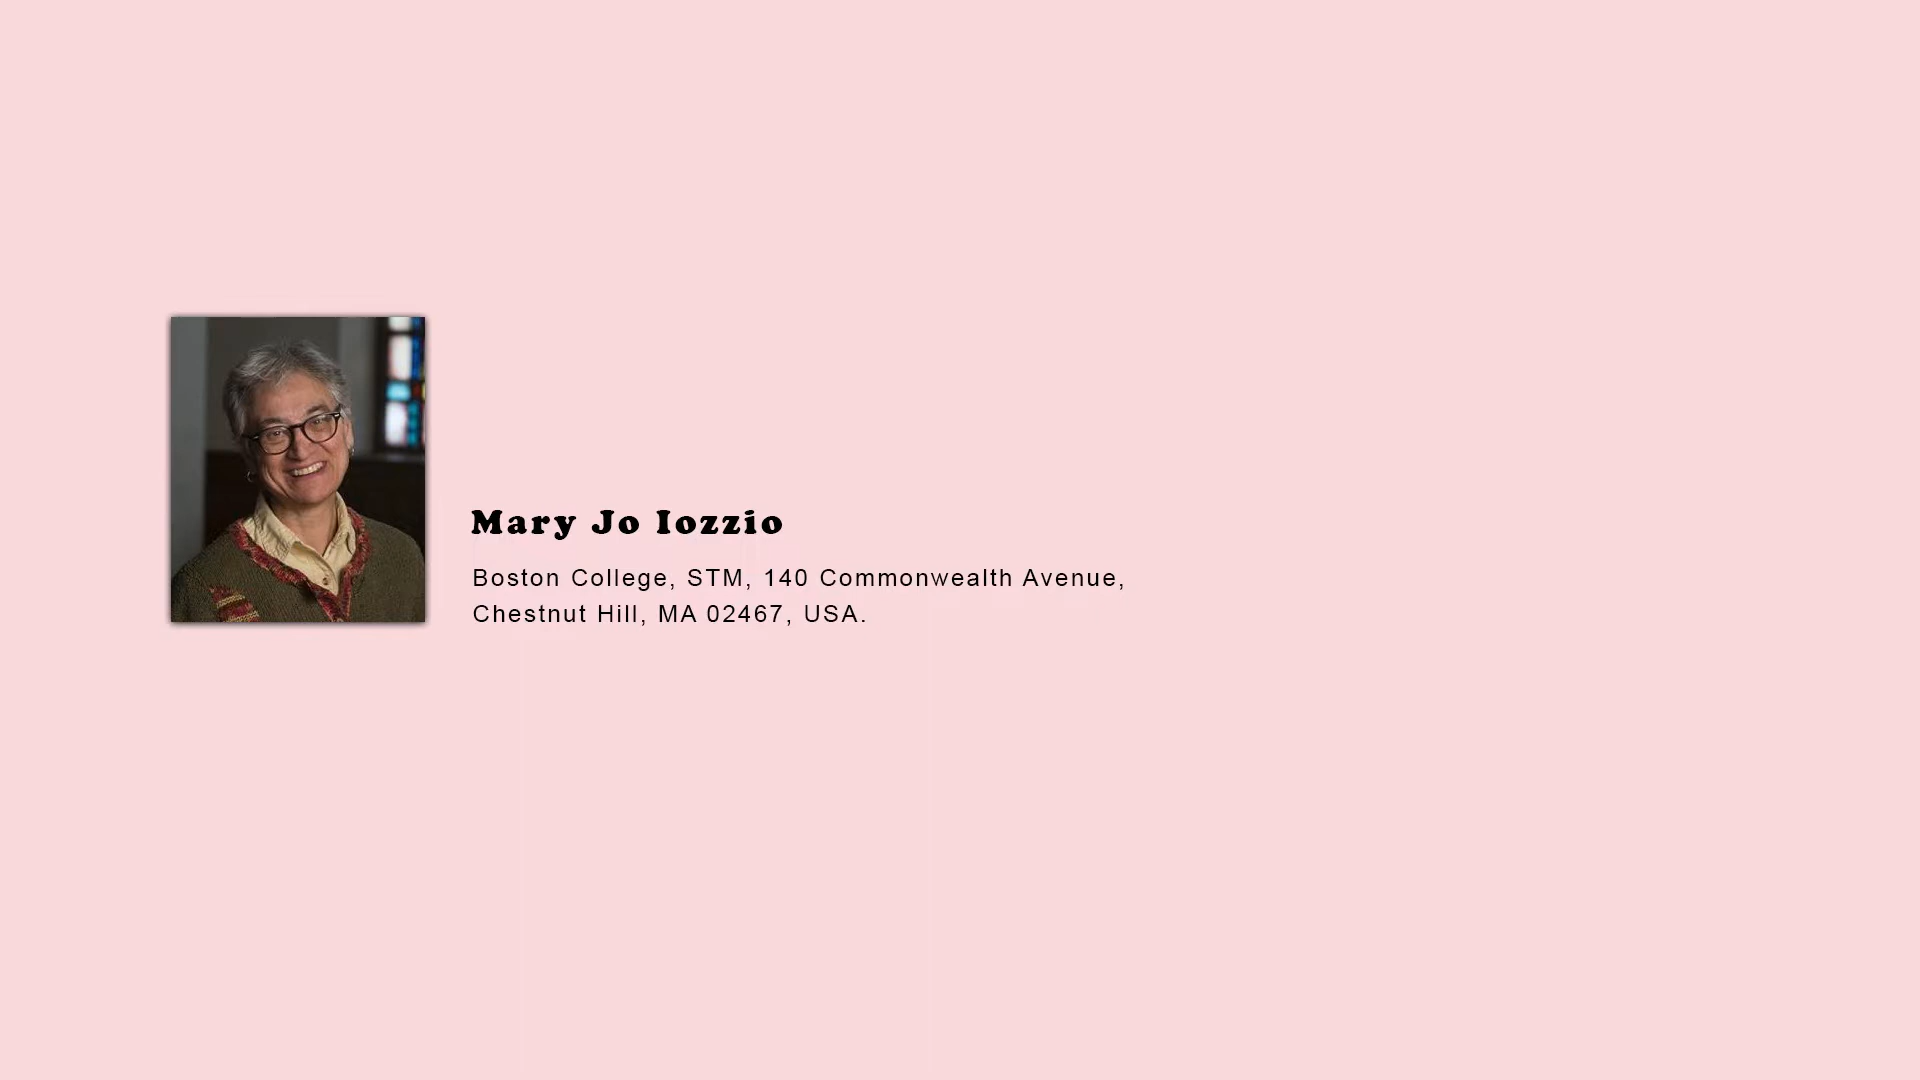 Mary Jo Iozzio
Boston College, STM, 140 Commonwealth Avenue,
Chestnut Hill, MA 02467, USA.